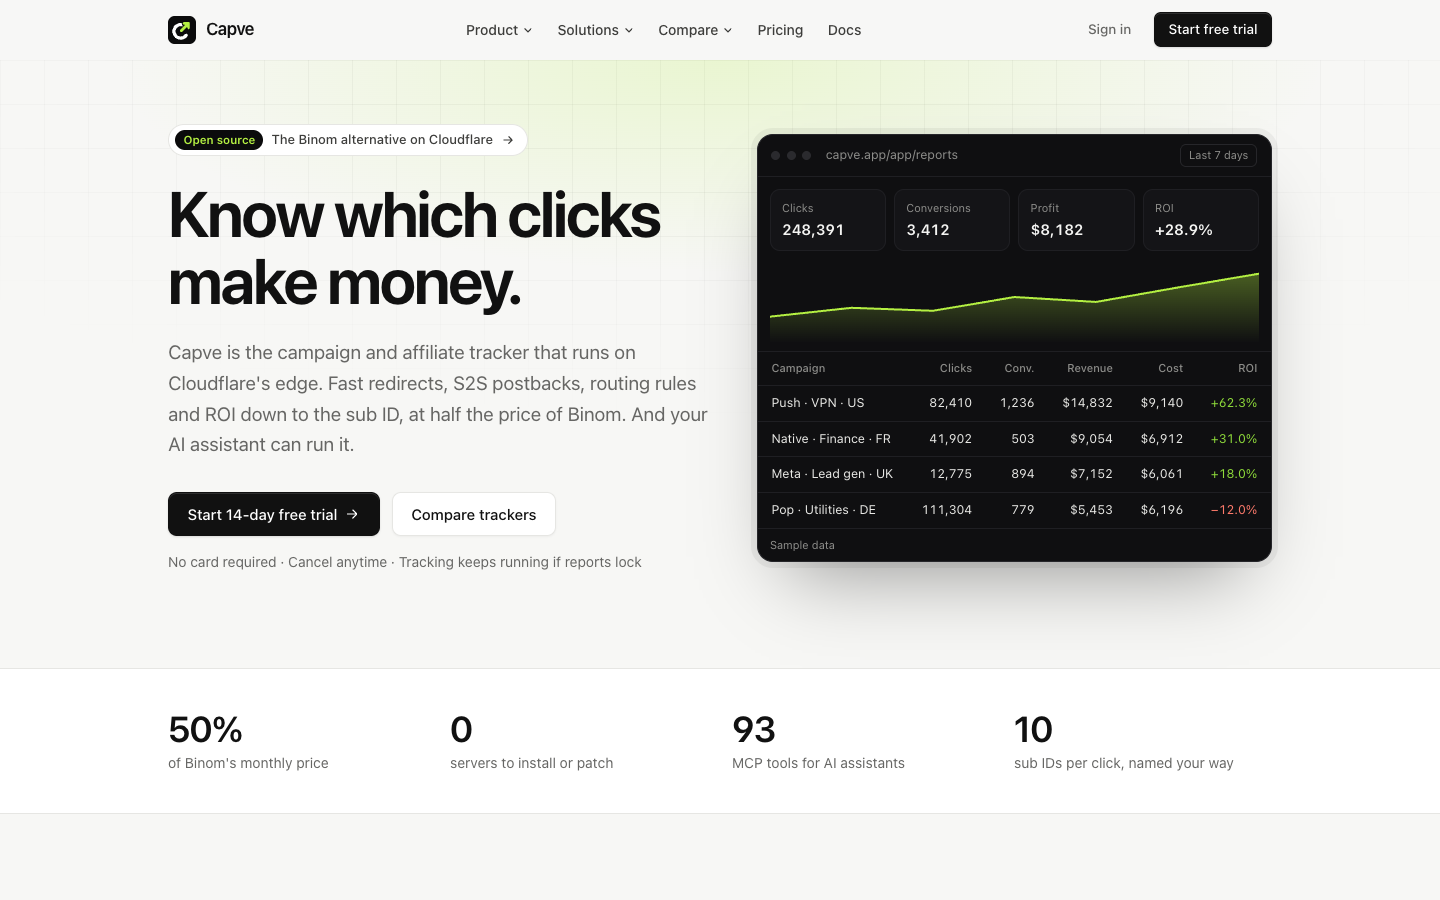 Capve
Product
Solutions
Compare
Pricing
Docs
Sign in
Start free trial
Open source
The Binom alternative on Cloudflare →
Know which clicks
make money.
Capve is the campaign and affiliate tracker that runs on
Cloudflare's edge. Fast redirects, S2S postbacks, routing rules
and ROI down to the sub ID, at half the price of Binom. And your
AI assistant can run it.
Start 14-day free trial →
Compare trackers
No card required · Cancel anytime · Tracking keeps running if reports lock
capve.app/app/reports
Last 7 days
Clicks
248,391
Conversions
3,412
Profit
$8,182
ROI
+28.9%
Campaign Clicks Conv. Revenue Cost ROI
Push · VPN · US 82,410 1,236 $14,832 $9,140 +62.3%
Native · Finance · FR 41,902 503 $9,054 $6,912 +31.0%
Meta · Lead gen · UK 12,775 894 $7,152 $6,061 +18.0%
Pop · Utilities · DE 111,304 779 $5,453 $6,196 −12.0%
Sample data
50%
of Binom's monthly price
0
servers to install or patch
93
MCP tools for AI assistants
10
sub IDs per click, named your way